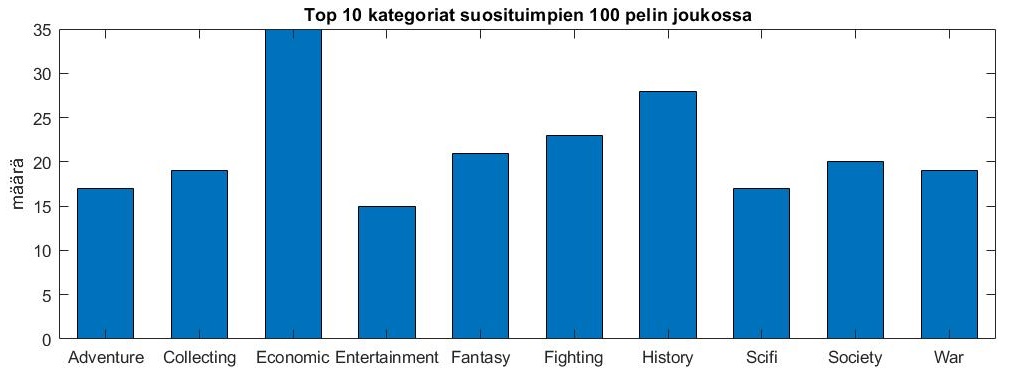 Top 10 kategoriat suosituimpien 100 pelin joukossa
määrä
35
30
25
20
15
10
5
0
Adventure Collecting Economic Entertainment Fantasy Fighting History Scifi Society War